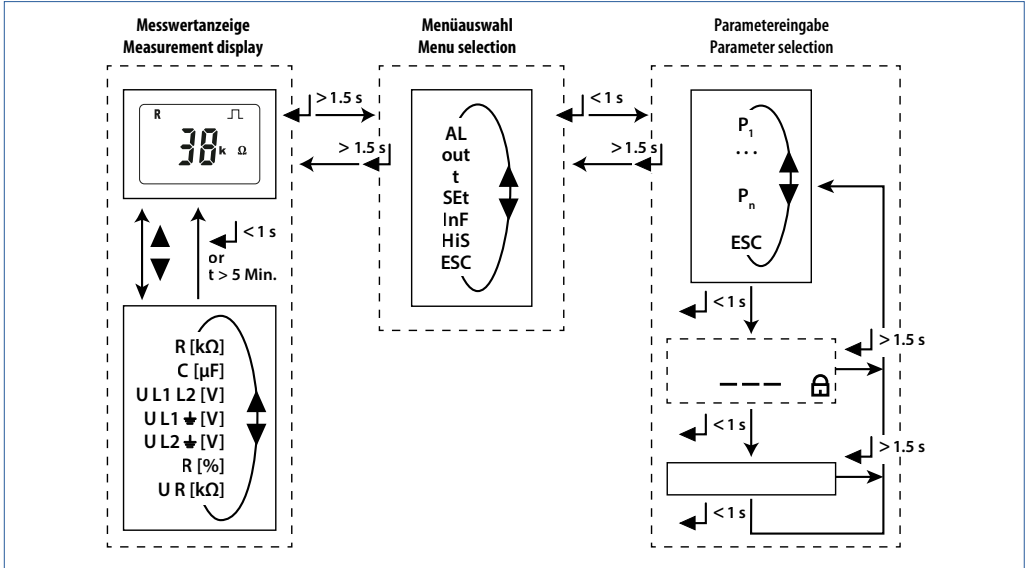 Messwertanzeige
Measurement display
Menüauswahl
Menu selection
Parametereingabe
Parameter selection
R
38 k Ω
> 1.5 s
> 1.5 s
< 1 s
or
t > 5 Min.
R [kΩ]
C [µF]
U L1 L2 [V]
U L1 ⏚ [V]
U L2 ⏚ [V]
R [%]
U R [kΩ]
AL
out
t
SEt
InF
HiS
ESC
< 1 s
> 1.5 s
P1
...
Pn
ESC
< 1 s
> 1.5 s
– – –
< 1 s
> 1.5 s
< 1 s